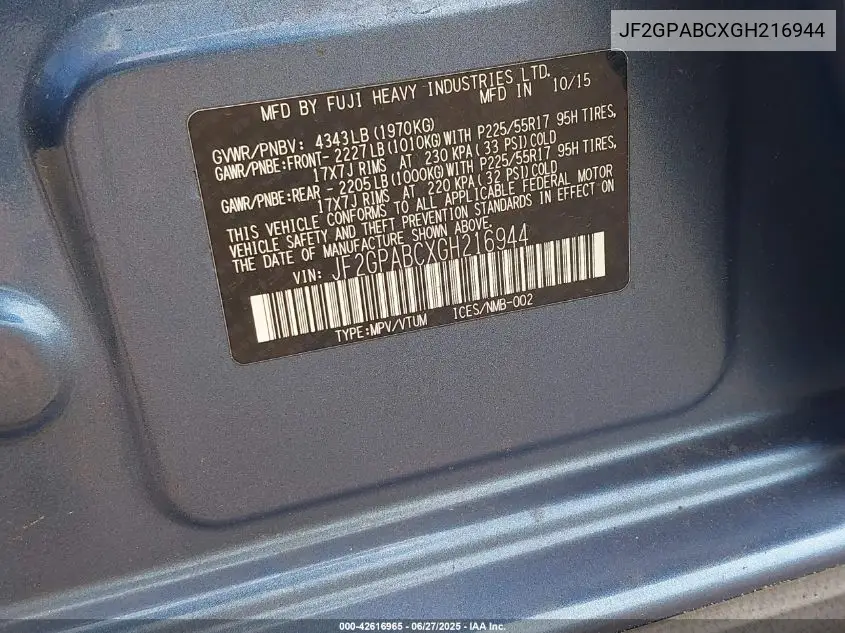 JF2GPABCXGH216944
MFD BY FUJI HEAVY INDUSTRIES LTD.
MFD IN 10/15
GVWR/PNBV: 4343LB(1970KG)
GAWR/PNBE:FRONT- 2227LB(1010KG)WITH P225/55R17 95H TIRES,
17X7J RIMS AT 230 KPA(33 PSI)COLD
GAWR/PNBE:REAR - 2205LB(1000KG)WITH P225/55R17 95H TIRES,
17X7J RIMS AT 220 KPA(32 PSI)COLD
THIS VEHICLE CONFORMS TO ALL APPLICABLE FEDERAL MOTOR
VEHICLE SAFETY AND THEFT PREVENTION STANDARDS IN EFFECT ON
THE DATE OF MANUFACTURE SHOWN ABOVE.
VIN: JF2GPABCXGH216944
TYPE:MPV/VTUM 1CES/NMB-002
000-42616965 - 06/27/2025 - IAA Inc.